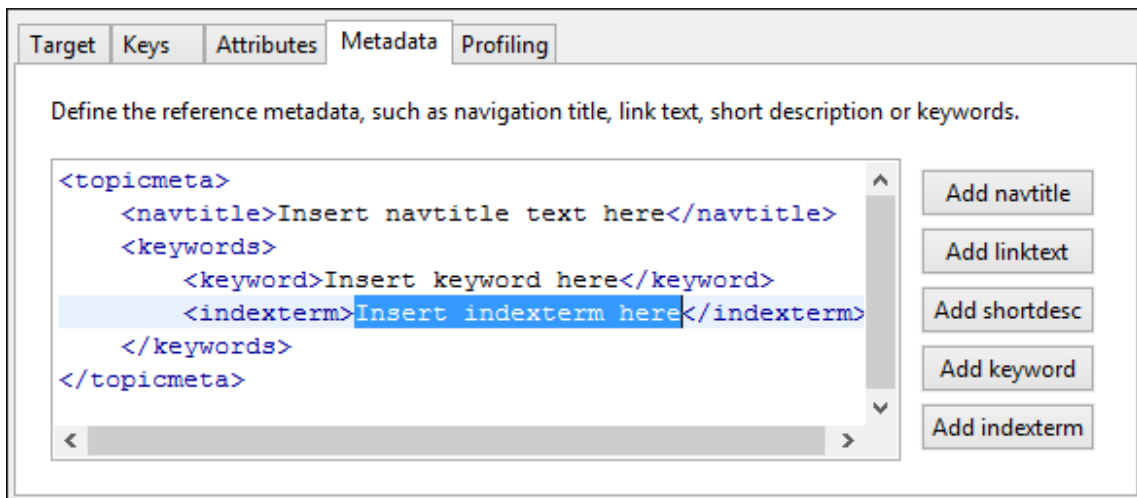 Target Keys Attributes Metadata Profiling
Define the reference metadata, such as navigation title, link text, short description or keywords.
<topicmeta>
<navtitle>Insert navtitle text here</navtitle>
<keywords>
<keyword>Insert keyword here</keyword>
<indexterm>Insert indexterm here</indexterm>
</keywords>
</topicmeta>
Add navtitle
Add linktext
Add shortdesc
Add keyword
Add indexterm